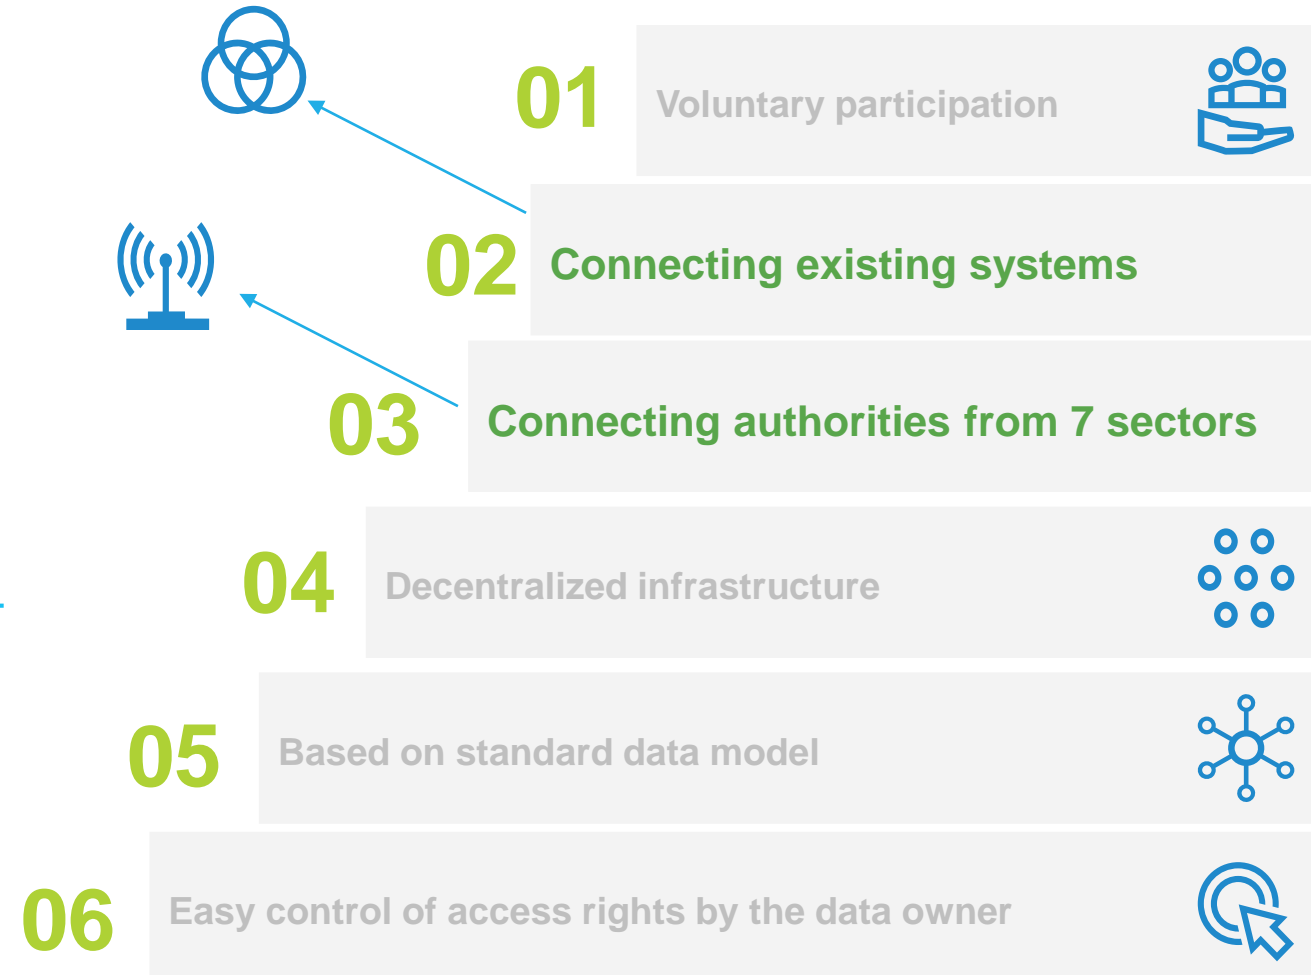 01
Voluntary participation
02
Connecting existing systems
03
Connecting authorities from 7 sectors
04
Decentralized infrastructure
05
Based on standard data model
06
Easy control of access rights by the data owner